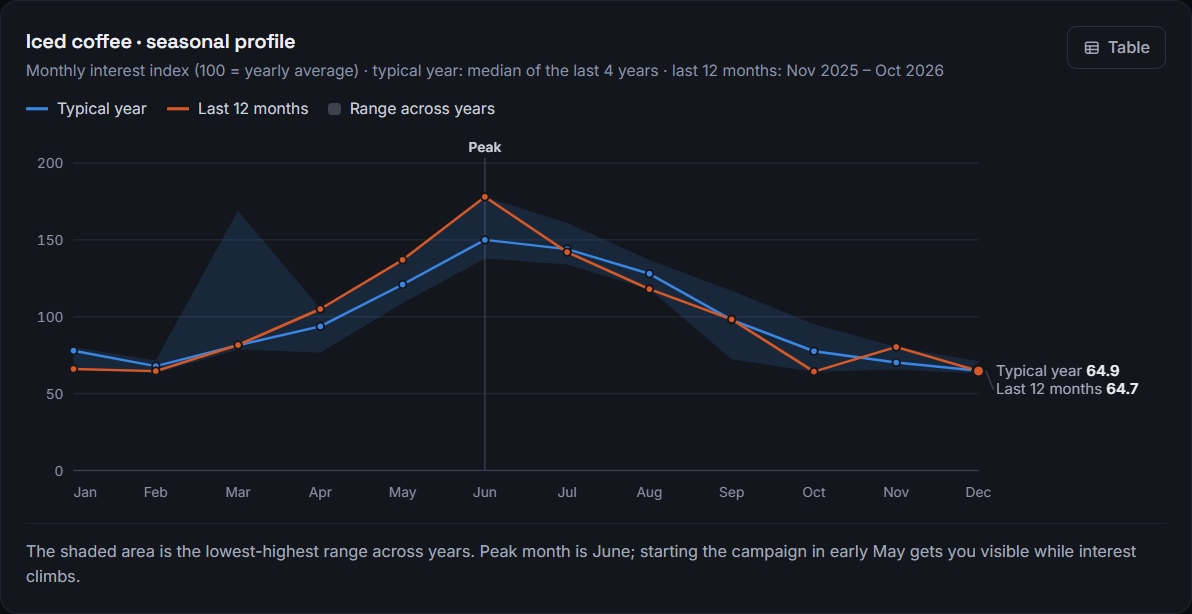 Iced coffee · seasonal profile
Table
Monthly interest index (100 = yearly average) · typical year: median of the last 4 years · last 12 months: Nov 2025 – Oct 2026
Typical year
Last 12 months
Range across years
Peak
200
150
100
50
0
Typical year 64.9
Last 12 months 64.7
Jan Feb Mar Apr May Jun Jul Aug Sep Oct Nov Dec
The shaded area is the lowest-highest range across years. Peak month is June; starting the campaign in early May gets you visible while interest
climbs.